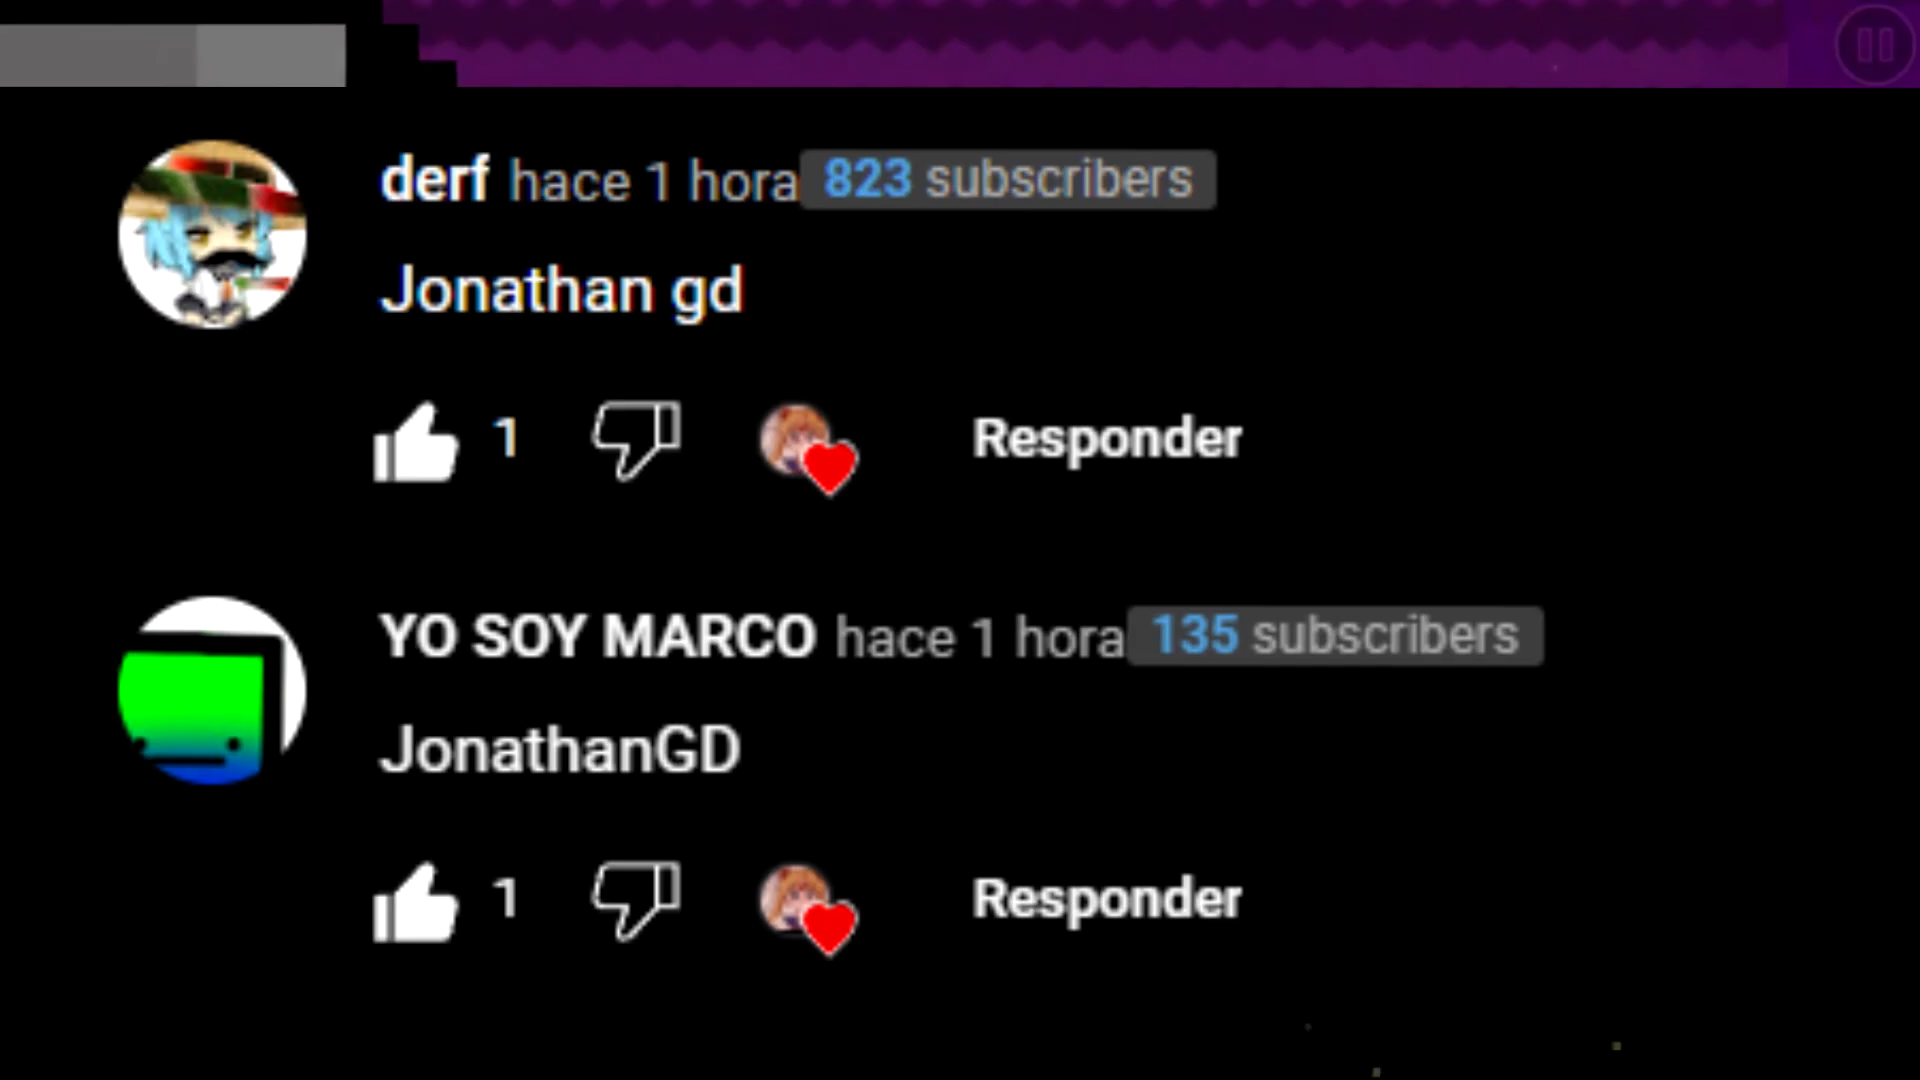 derf hace 1 hora 823 subscribers
Jonathan gd
1 Responder
YO SOY MARCO hace 1 hora 135 subscribers
JonathanGD
1 Responder